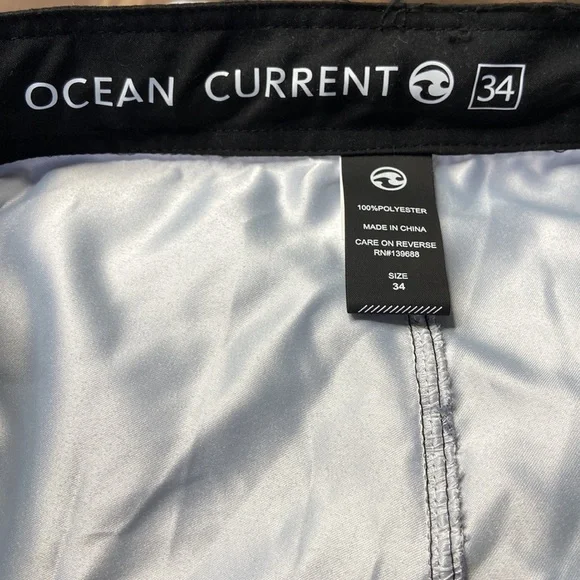 OCEAN CURRENT 34
100%POLYESTER
MADE IN CHINA
CARE ON REVERSE
RN#139688
SIZE
34